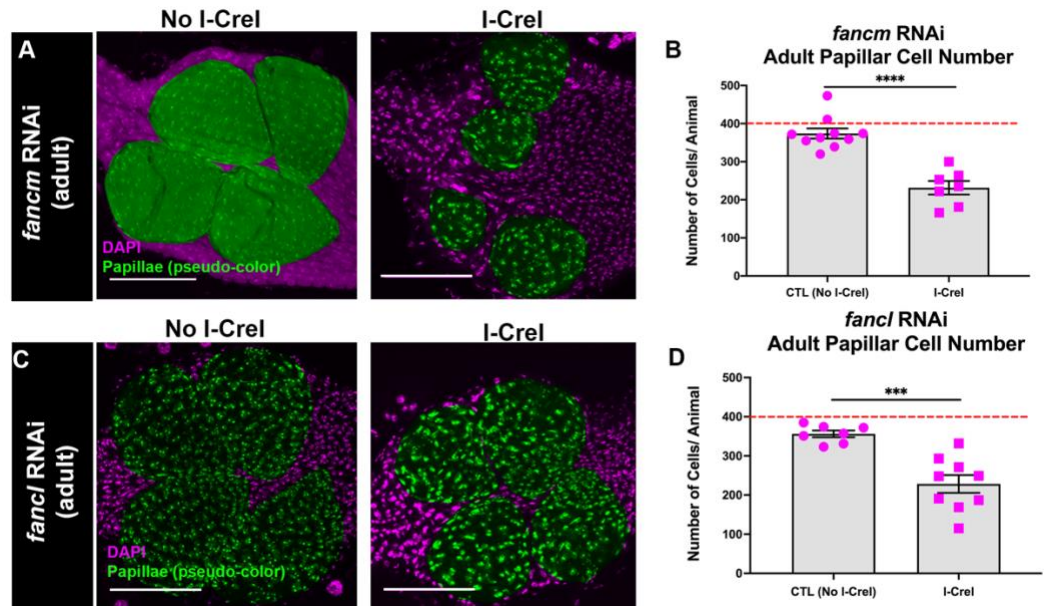 No I-CreI
I-CreI
A
fancm RNAi
(adult)
DAPI
Papillae (pseudo-color)
B
fancm RNAi
Adult Papillar Cell Number
****
Number of Cells/ Animal
500
400
300
200
100
0
CTL (No I-CreI)
I-CreI
No I-CreI
I-CreI
C
fancl RNAi
(adult)
DAPI
Papillae (pseudo-color)
D
fancl RNAi
Adult Papillar Cell Number
***
Number of Cells/ Animal
500
400
300
200
100
0
CTL (No I-CreI)
I-CreI